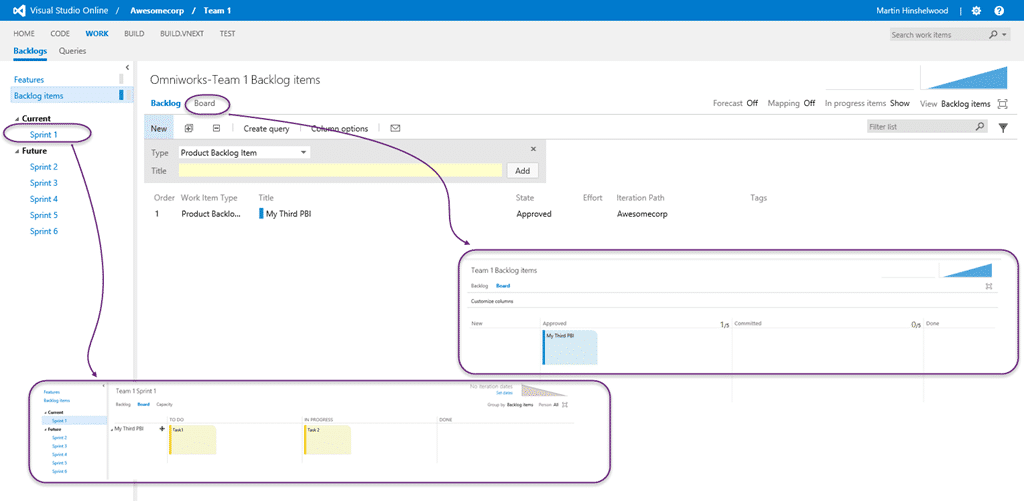 Visual Studio Online / Awesomecorp / Team 1
Martin Hinshelwood
HOME CODE WORK BUILD BUILD.VNEXT TEST
Search work items
Backlogs Queries
Features
Backlog items
Current
Sprint 1
Future
Sprint 2
Sprint 3
Sprint 4
Sprint 5
Sprint 6
Omniworks-Team 1 Backlog items
Backlog Board
Forecast Off Mapping Off In progress items Show View Backlog items
New Create query Column options
Filter list
Type Product Backlog Item
Title Add
Order Work Item Type Title State Effort Iteration Path Tags
1 Product Backlo... My Third PBI Approved Awesomecorp
Team 1 Backlog items
Backlog Board
Customize columns
New Approved 1/5 Committed 0/5 Done
My Third PBI
Features
Backlog items
Current
Sprint 1
Future
Sprint 2
Sprint 3
Sprint 4
Sprint 5
Sprint 6
Team 1 Sprint 1
No iteration dates
Set dates
Backlog Board Capacity
Group by Backlog items Person All
TO DO IN PROGRESS DONE
My Third PBI Task1 Task 2